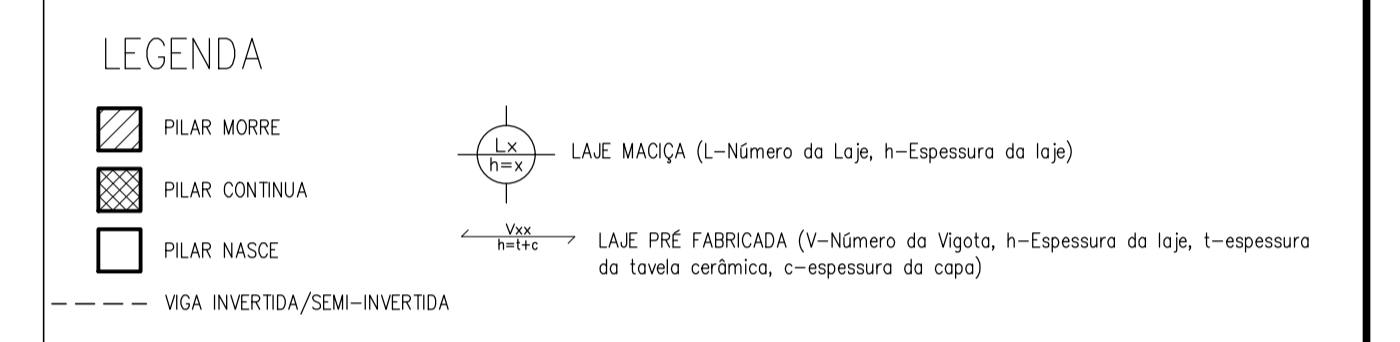 LEGENDA
PILAR MORRE
PILAR CONTINUA
PILAR NASCE
VIGA INVERTIDA/SEMI-INVERTIDA
Lx
h=x
LAJE MACIÇA (L-Número da Laje, h-Espessura da laje)
Vxx
h=t+c
LAJE PRÉ FABRICADA (V-Número da Vigota, h-Espessura da laje, t-espessura
da tavela cerâmica, c-espessura da capa)